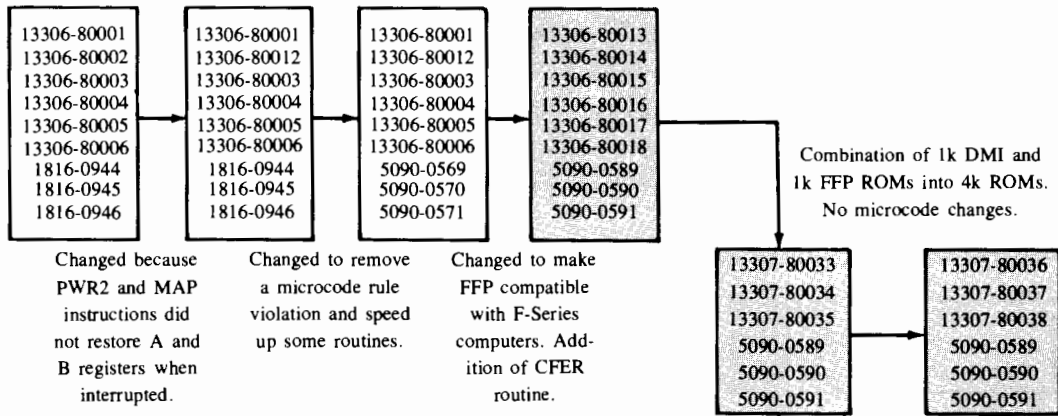 13306-80001
13306-80002
13306-80003
13306-80004
13306-80005
13306-80006
1816-0944
1816-0945
1816-0946
13306-80001
13306-80012
13306-80003
13306-80004
13306-80005
13306-80006
1816-0944
1816-0945
1816-0946
13306-80001
13306-80012
13306-80003
13306-80004
13306-80005
13306-80006
5090-0569
5090-0570
5090-0571
13306-80013
13306-80014
13306-80015
13306-80016
13306-80017
13306-80018
5090-0589
5090-0590
5090-0591
Changed because
PWR2 and MAP
instructions did
not restore A and
B registers when
interrupted.
Changed to remove
a microcode rule
violation and speed
up some routines.
Changed to make
FFP compatible
with F-Series
computers. Add-
ition of CFER
routine.
Combination of 1k DMI and
1k FFP ROMs into 4k ROMs.
No microcode changes.
13307-80033
13307-80034
13307-80035
5090-0589
5090-0590
5090-0591
13307-80036
13307-80037
13307-80038
5090-0589
5090-0590
5090-0591